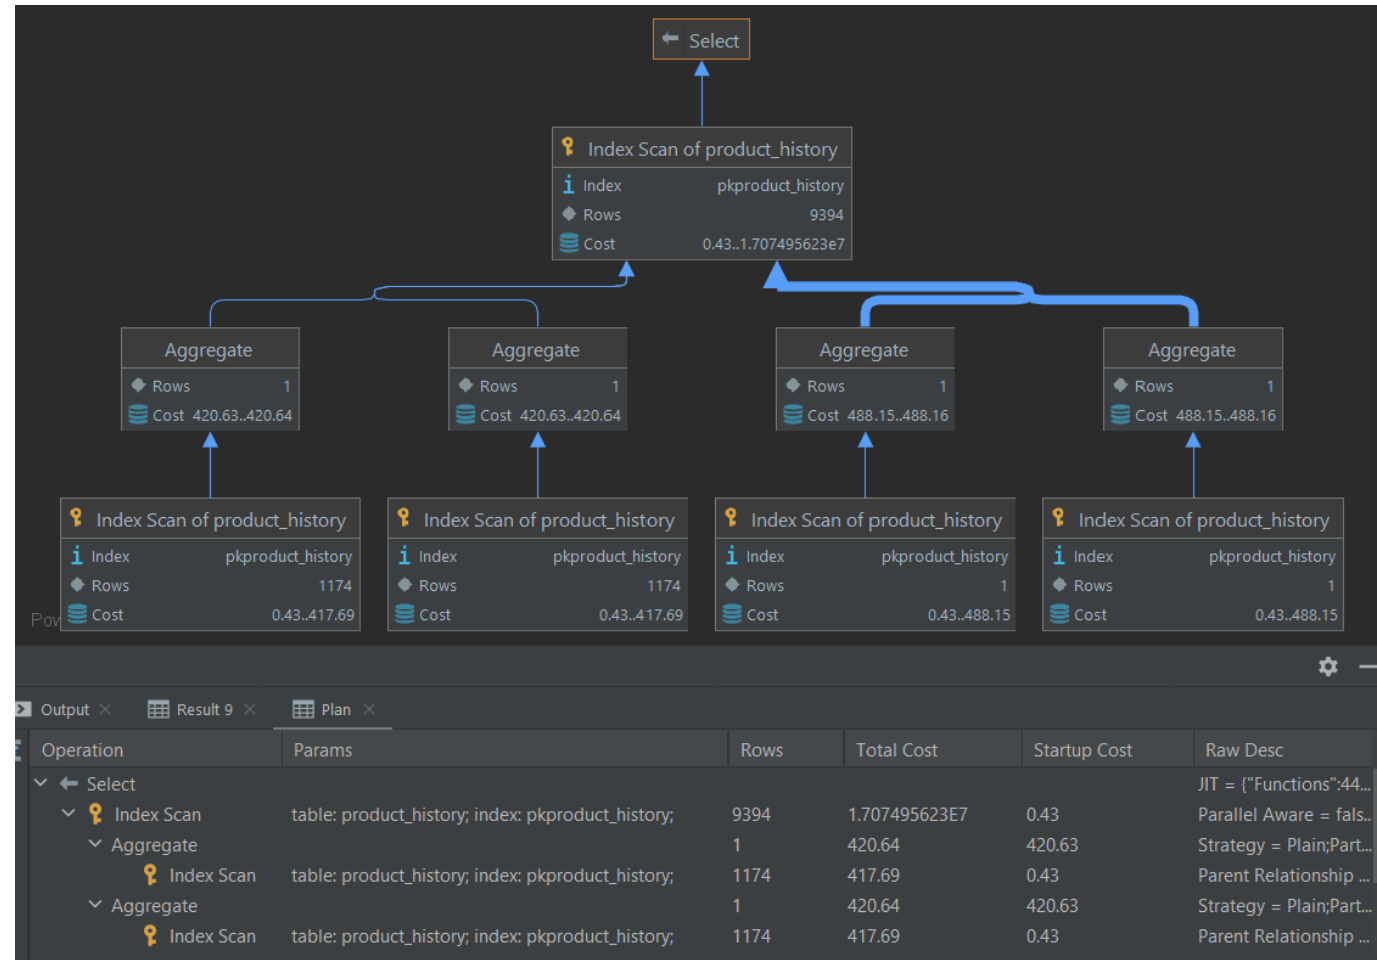 Select
Index Scan of product_history
Index pkproduct_history
Rows 9394
Cost 0.43..1.707495623e7
Aggregate Aggregate Aggregate Aggregate
Rows 1 Rows 1 Rows 1 Rows 1
Cost 420.63..420.64 Cost 420.63..420.64 Cost 488.15..488.16 Cost 488.15..488.16
Index Scan of product_history Index Scan of product_history Index Scan of product_history Index Scan of product_history
Index pkproduct_history Index pkproduct_history Index pkproduct_history Index pkproduct_history
Rows 1174 Rows 1174 Rows 1 Rows 1
Pow Cost 0.43..417.69 Cost 0.43..417.69 Cost 0.43..488.15 Cost 0.43..488.15
Output Result 9 Plan
Operation Params Rows Total Cost Startup Cost Raw Desc
Select JIT = {"Functions":44...
Index Scan table: product_history; index: pkproduct_history; 9394 1.707495623E7 0.43 Parallel Aware = fals...
Aggregate 1 420.64 420.63 Strategy = Plain;Part...
Index Scan table: product_history; index: pkproduct_history; 1174 417.69 0.43 Parent Relationship ...
Aggregate 1 420.64 420.63 Strategy = Plain;Part...
Index Scan table: product_history; index: pkproduct_history; 1174 417.69 0.43 Parent Relationship ...